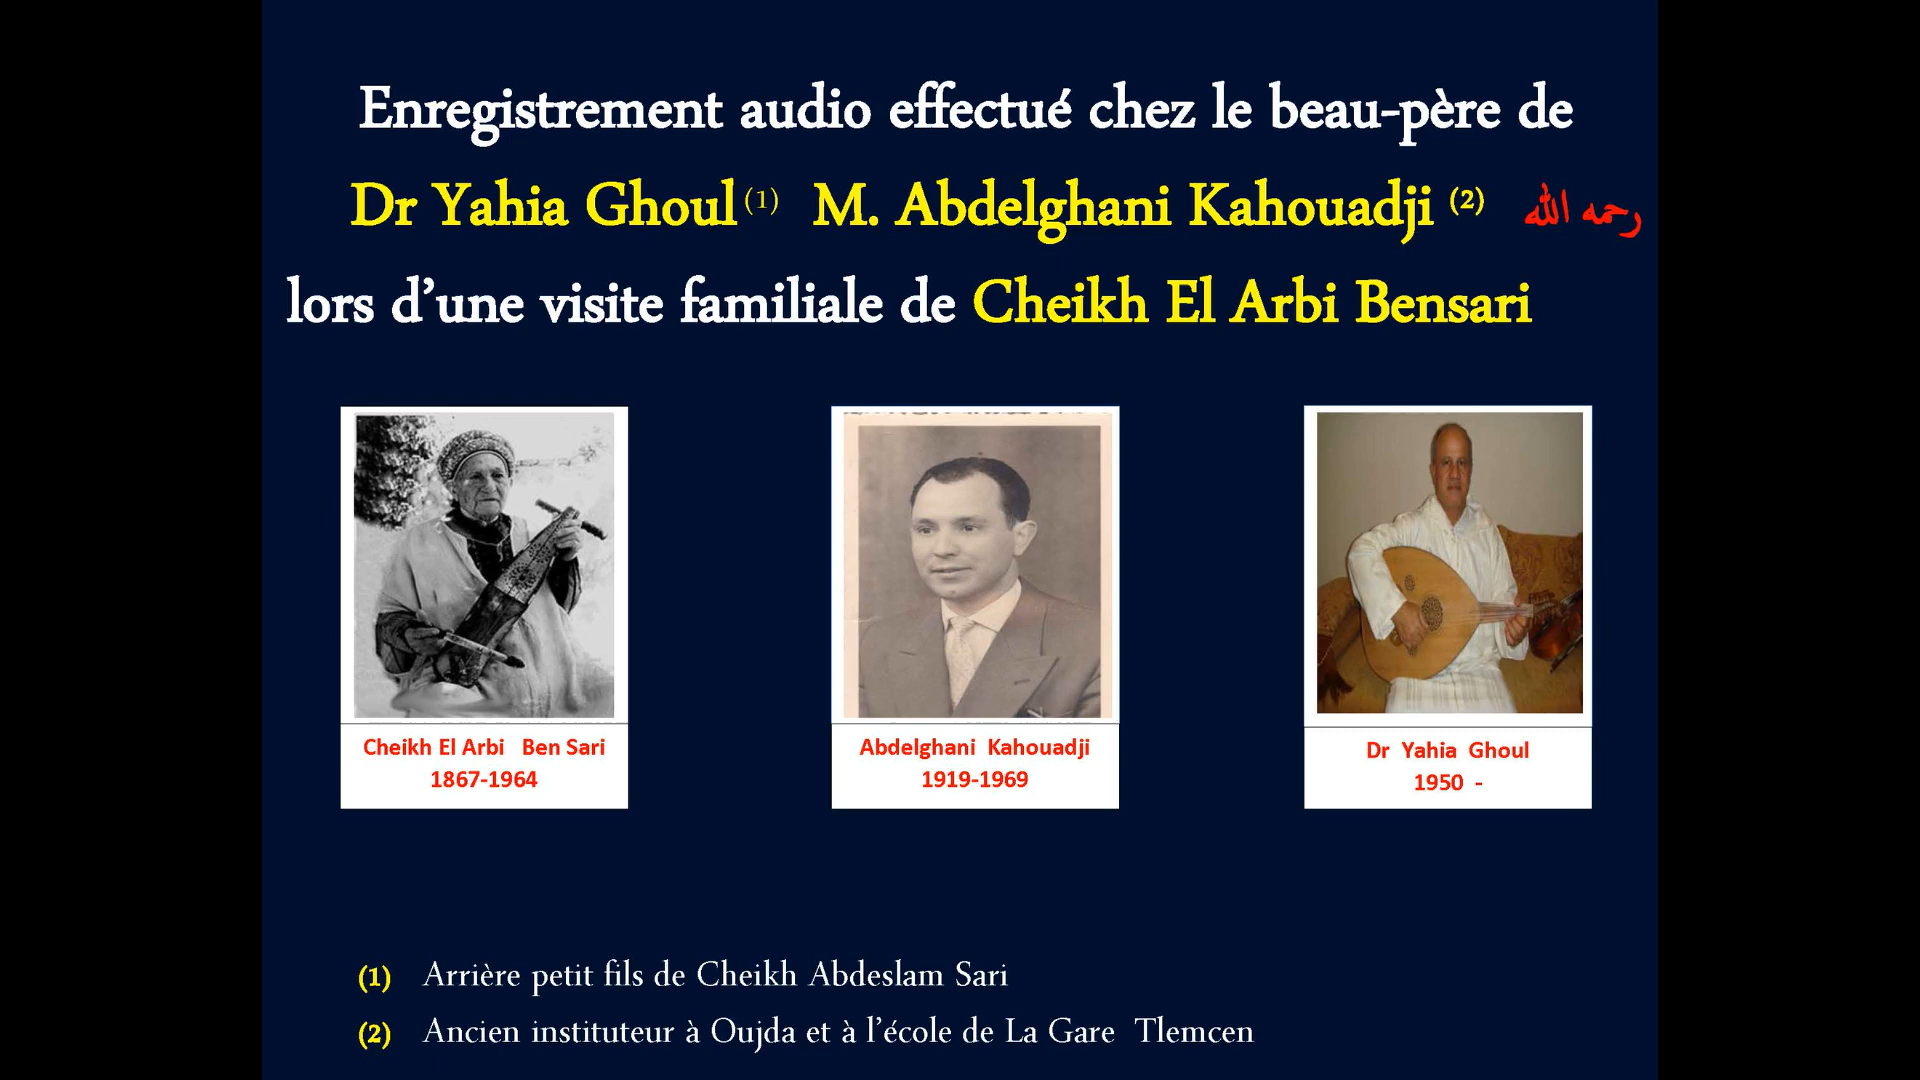 Enregistrement audio effectué chez le beau-père de
Dr Yahia Ghoul (1) M. Abdelghani Kahouadji (2) رحمه الله
lors d’une visite familiale de Cheikh El Arbi Bensari
Cheikh El Arbi Ben Sari
1867-1964
Abdelghani Kahouadji
1919-1969
Dr Yahia Ghoul
1950 -
(1) Arrière petit fils de Cheikh Abdeslam Sari
(2) Ancien instituteur à Oujda et à l’école de La Gare Tlemcen